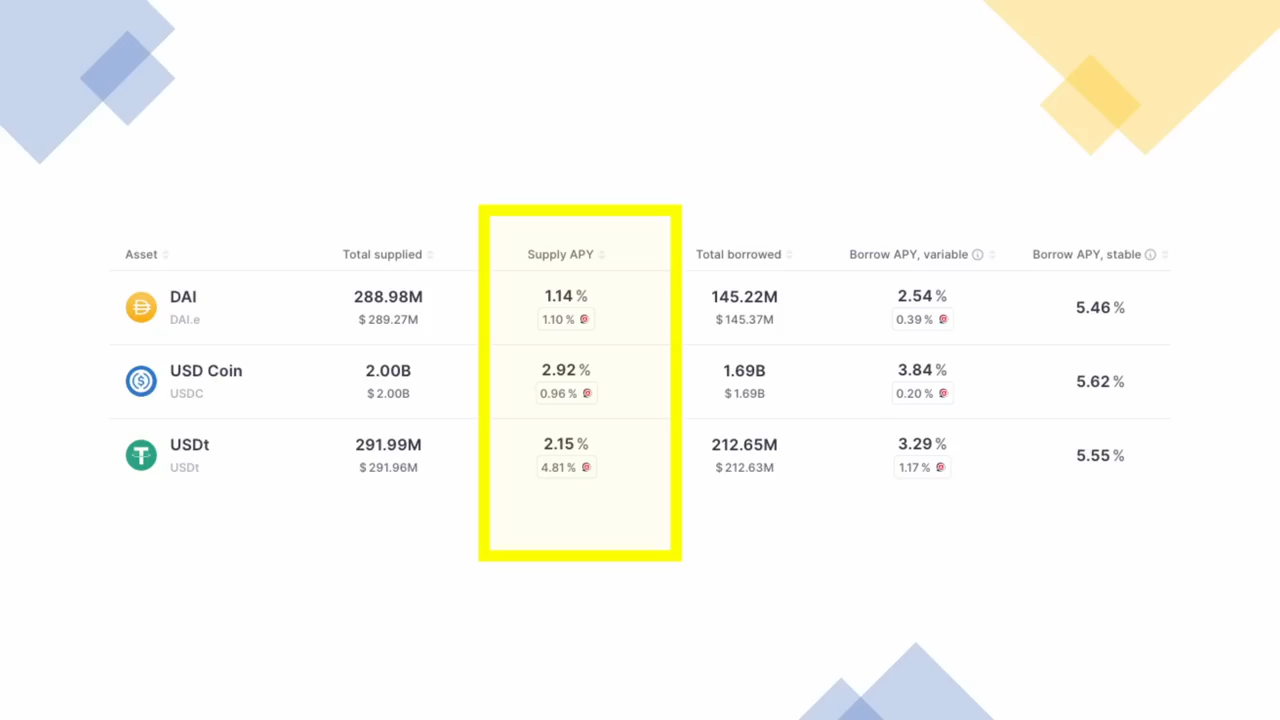 Asset Total supplied Supply APY Total borrowed Borrow APY, variable Borrow APY, stable
DAI 288.98M 1.14 % 145.22M 2.54 % 5.46 %
DAI.e $ 289.27M 1.10 % $ 145.37M 0.39 %
USD Coin 2.00B 2.92 % 1.69B 3.84 % 5.62 %
USDC $ 2.00B 0.96 % $ 1.69B 0.20 %
USDt 291.99M 2.15 % 212.65M 3.29 % 5.55 %
USDt $ 291.96M 4.81 % $ 212.63M 1.17 %